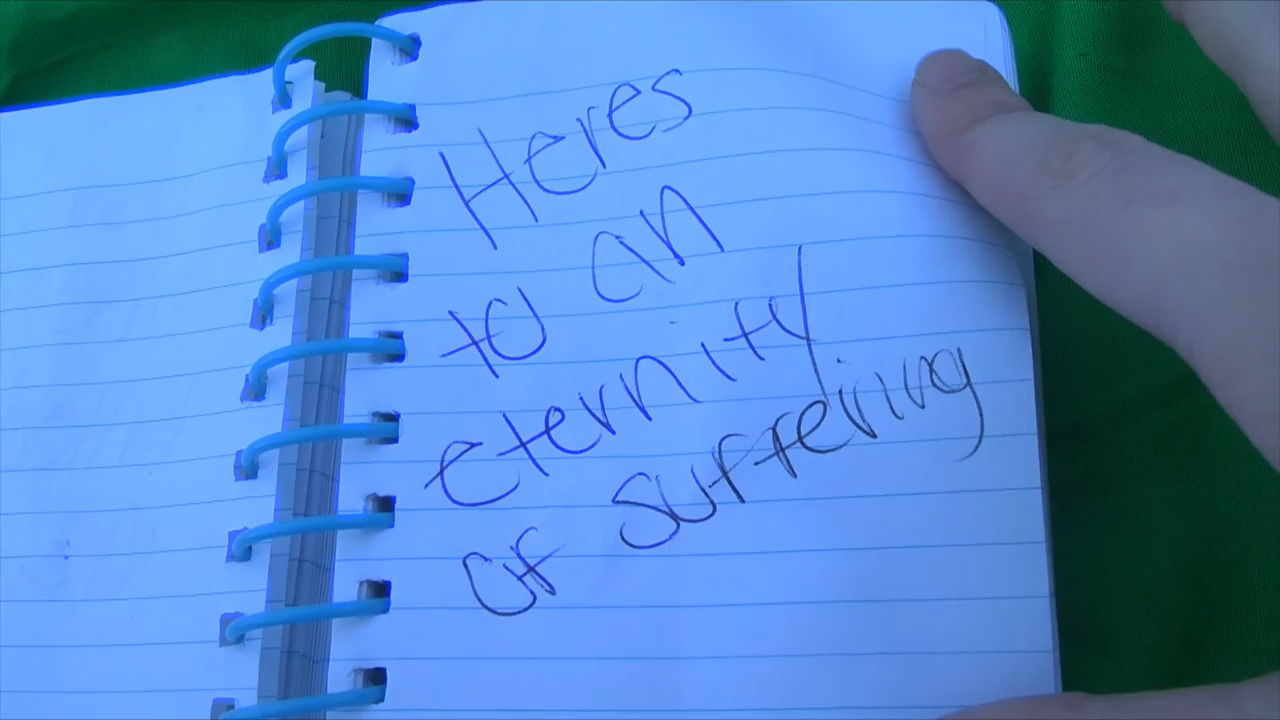 Heres
to an
eternity
of suffering